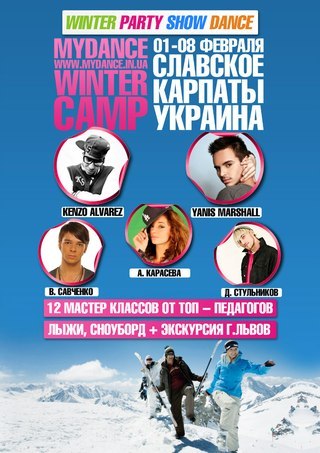 WINTER PARTY SHOW DANCE
MYDANCE
WWW.MYDANCE.IN.UA
WINTER
CAMP
01-08 ФЕВРАЛЯ
СЛАВСКОЕ
КАРПАТЫ
УКРАИНА
KENZO ALVAREZ
YANIS MARSHALL
В. САВЧЕНКО
А. КАРАСЕВА
Д. СТУЛЬНИКОВ
12 МАСТЕР КЛАССОВ ОТ ТОП – ПЕДАГОГОВ
ЛЫЖИ, СНОУБОРД + ЭКСКУРСИЯ Г.ЛЬВОВ